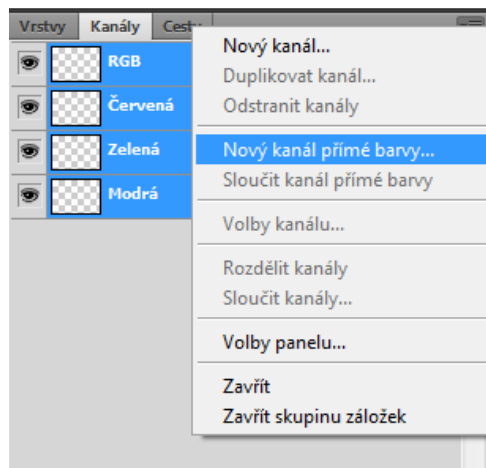 Vrstvy Kanály Cesty
RGB
Červená
Zelená
Modrá
Nový kanál...
Duplikovat kanál...
Odstranit kanály
Nový kanál přímé barvy...
Sloučit kanál přímé barvy
Volby kanálu...
Rozdělit kanály
Sloučit kanály...
Volby panelu...
Zavřít
Zavřít skupinu záložek